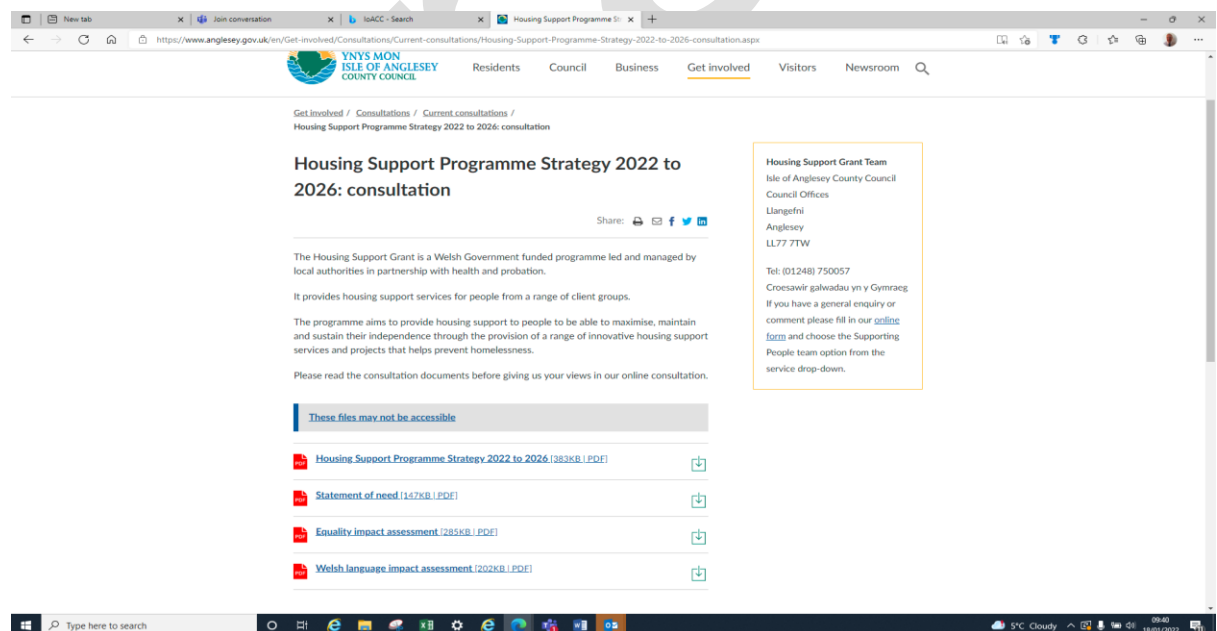 New tab
Join conversation
IoACC - Search
Housing Support Programme St
https://www.anglesey.gov.uk/en/Get-involved/Consultations/Current-consultations/Housing-Support-Programme-Strategy-2022-to-2026-consultation.aspx
YNYS MON
ISLE OF ANGLESEY
COUNTY COUNCIL
Residents Council Business Get involved Visitors Newsroom
Get involved / Consultations / Current consultations /
Housing Support Programme Strategy 2022 to 2026: consultation
Housing Support Programme Strategy 2022 to
2026: consultation
Share:
The Housing Support Grant is a Welsh Government funded programme led and managed by
local authorities in partnership with health and probation.
It provides housing support services for people from a range of client groups.
The programme aims to provide housing support to people to be able to maximise, maintain
and sustain their independence through the provision of a range of innovative housing support
services and projects that helps prevent homelessness.
Please read the consultation documents before giving us your views in our online consultation.
These files may not be accessible
PDF Housing Support Programme Strategy 2022 to 2026 [383KB | PDF]
PDF Statement of need [147KB | PDF]
PDF Equality impact assessment [285KB | PDF]
PDF Welsh language impact assessment [202KB | PDF]
Housing Support Grant Team
Isle of Anglesey County Council
Council Offices
Llangefni
Anglesey
LL77 7TW
Tel: (01248) 750057
Croesawir galwadau yn y Gymraeg
If you have a general enquiry or
comment please fill in our online
form and choose the Supporting
People team option from the
service drop-down.
Type here to search
5°C Cloudy
09:40
18/01/2022